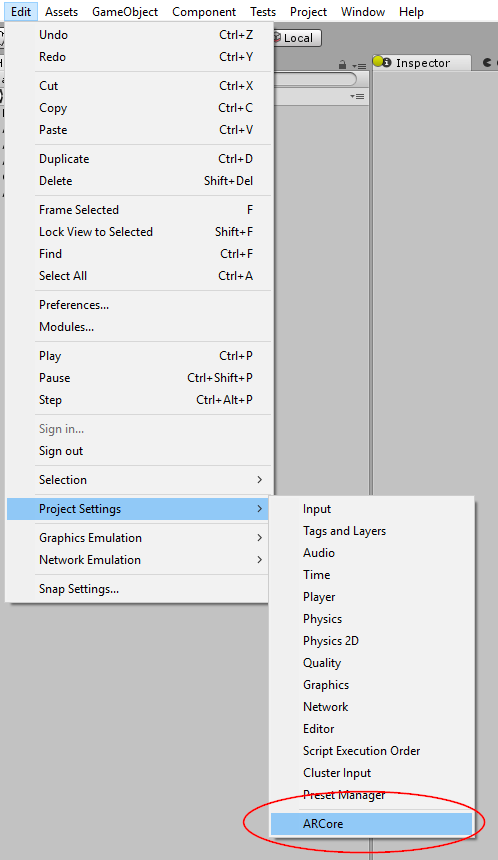 Edit Assets GameObject Component Tests Project Window Help
Local
Inspector
Undo Ctrl+Z
Redo Ctrl+Y
Cut Ctrl+X
Copy Ctrl+C
Paste Ctrl+V
Duplicate Ctrl+D
Delete Shift+Del
Frame Selected F
Lock View to Selected Shift+F
Find Ctrl+F
Select All Ctrl+A
Preferences...
Modules...
Play Ctrl+P
Pause Ctrl+Shift+P
Step Ctrl+Alt+P
Sign in...
Sign out
Selection
Project Settings
Graphics Emulation
Network Emulation
Snap Settings...
Input
Tags and Layers
Audio
Time
Player
Physics
Physics 2D
Quality
Graphics
Network
Editor
Script Execution Order
Cluster Input
Preset Manager
ARCore